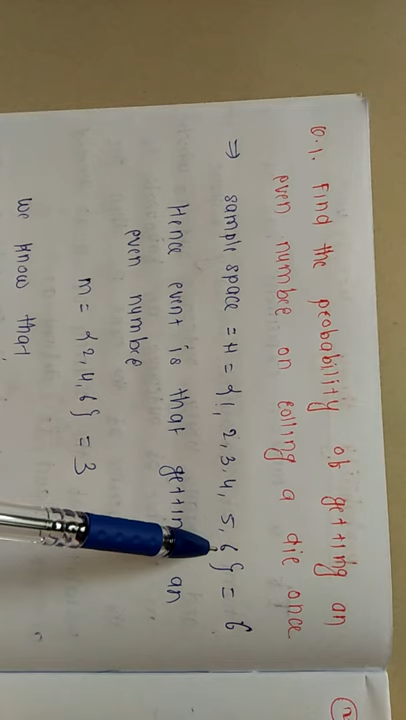 Q.1. Find the probability of getting an
even number on rolling a die once
⇒ sample space = n = {1, 2, 3, 4, 5, 6} = 6
Hence event is that getting an
even number
m = {2, 4, 6} = 3
we know that